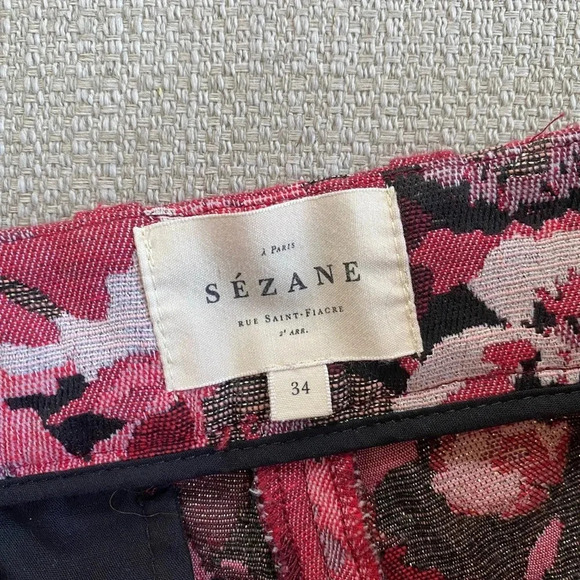 À PARIS
SÉZANE
RUE SAINT-FIACRE
2ᵉ ARR.
34